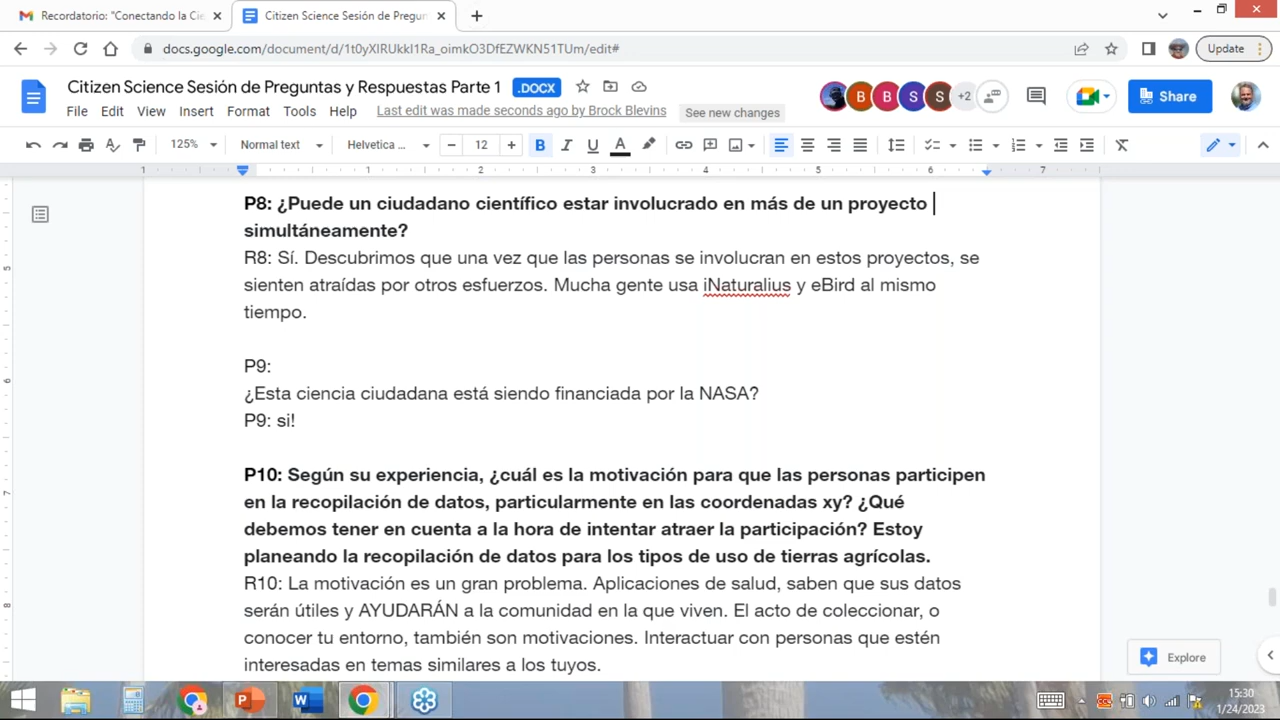 Recordatorio: "Conectando la Cie
Citizen Science Sesión de Pregun
docs.google.com/document/d/1t0yXIRUkkI1Ra_oimkO3DfEZWKN51TUm/edit#
Update
Citizen Science Sesión de Preguntas y Respuestas Parte 1 .DOCX
B B S S +2
Share
File Edit View Insert Format Tools Help Last edit was made seconds ago by Brock Blevins See new changes
125% Normal text Helvetica ... 12 B I U A
1 1 2 3 4 5 6 7
P8: ¿Puede un ciudadano científico estar involucrado en más de un proyecto
simultáneamente?
R8: Sí. Descubrimos que una vez que las personas se involucran en estos proyectos, se
sienten atraídas por otros esfuerzos. Mucha gente usa iNaturalius y eBird al mismo
tiempo.
P9:
¿Esta ciencia ciudadana está siendo financiada por la NASA?
P9: si!
P10: Según su experiencia, ¿cuál es la motivación para que las personas participen
en la recopilación de datos, particularmente en las coordenadas xy? ¿Qué
debemos tener en cuenta a la hora de intentar atraer la participación? Estoy
planeando la recopilación de datos para los tipos de uso de tierras agrícolas.
R10: La motivación es un gran problema. Aplicaciones de salud, saben que sus datos
serán útiles y AYUDARÁN a la comunidad en la que viven. El acto de coleccionar, o
conocer tu entorno, también son motivaciones. Interactuar con personas que estén
interesadas en temas similares a los tuyos.
Explore
15:30
1/24/2023